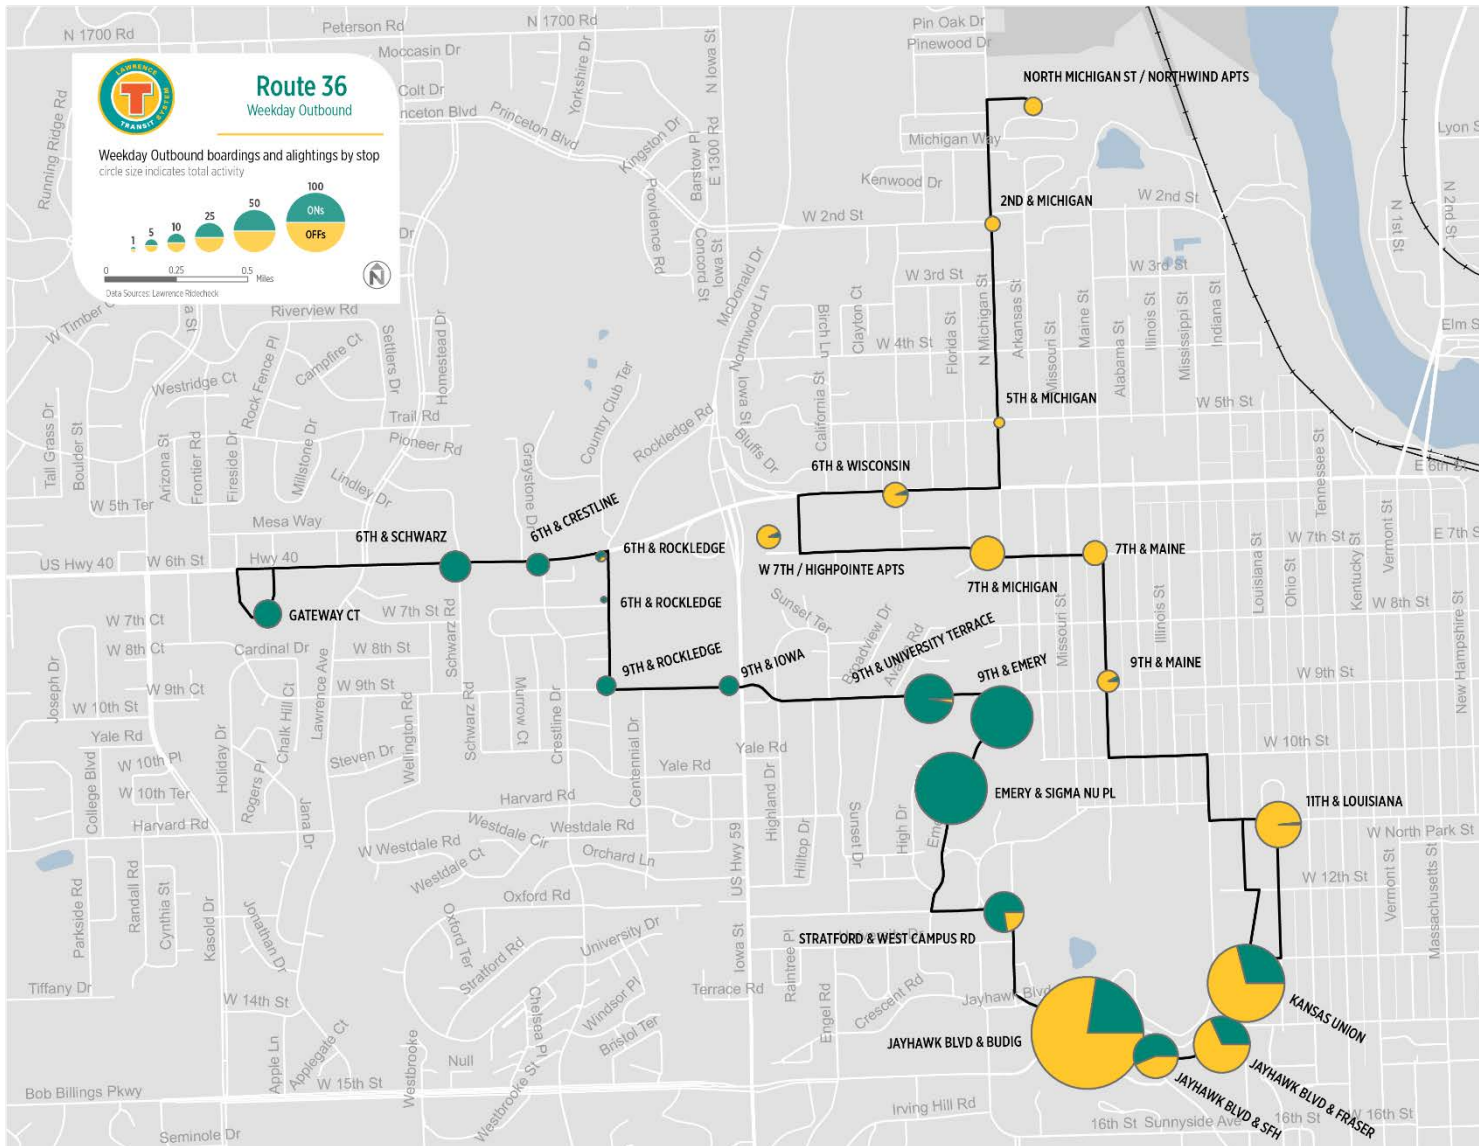 N 1700 Rd
Peterson Rd
N 1700 Rd
Pin Oak Dr
Pinewood Dr
Moccasin Dr
Colt Dr
nceton Blvd
Princeton Blvd
Yorkshire Dr
N Iowa St
Kingston Dr
Barstow Pl
E 1300 Rd
Providence Rd
Running Ridge Rd
LAWRENCE
T
TRANSIT SYSTEM
Route 36
Weekday Outbound
Weekday Outbound boardings and alightings by stop
circle size indicates total activity
1
5
10
25
50
100
ONs
OFFs
0
0.25
0.5
Miles
N
Data Sources: Lawrence Ridecheck
NORTH MICHIGAN ST / NORTHWIND APTS
Michigan Way
Kenwood Dr
Lyon S
2ND & MICHIGAN
W 2nd St
W 2nd St
N 2nd St
N 1st St
Dr
Concord St
Iowa St
McDonald Dr
Northwood Ln
W 3rd St
W 3rd St
Riverview Rd
W Timber
a St
Birch Ln
Clayton Ct
Florida St
N Michigan St
Arkansas St
Missouri St
Maine St
Alabama St
Illinois St
Mississippi St
Indiana St
Elm S
W 4th St
Campfire Ct
Rock Fence Pl
Settlers Dr
Homestead Dr
Westridge Ct
Country Club Ter
Trail Rd
Pioneer Rd
Rockledge Rd
Iowa St
Bluffs Dr
California St
5TH & MICHIGAN
W 5th St
Tall Grass Dr
Boulder St
Arizona St
Frontier Rd
Fireside Dr
Millstone Dr
Lindley Dr
Graystone Dr
W 5th Ter
6TH & WISCONSIN
Tennessee St
E 6th St
Mesa Way
6TH & SCHWARZ
6TH & CRESTLINE
6TH & ROCKLEDGE
US Hwy 40
W 6th St
Hwy 40
W 7TH / HIGHPOINTE APTS
7TH & MICHIGAN
7TH & MAINE
W 7th St
E 7th S
Vermont St
GATEWAY CT
W 7th St
6TH & ROCKLEDGE
W 7th Ct
W 8th Ct
Cardinal Dr
W 8th St
Schwarz Rd
Sunset Ter
Broadview Dr
Missouri St
Illinois St
Louisiana St
Ohio St
Kentucky St
W 8th St
New Hampshire St
9TH & ROCKLEDGE
9TH & IOWA
9TH & UNIVERSITY TERRACE
9TH & EMERY
9TH & MAINE
Joseph Dr
W 9th Ct
W 9th St
W 9th St
W 10th St
Yale Rd
W 10th Pl
W 10th Ter
College Blvd
Holiday Dr
Chalk Hill Ct
Lawrence Ave
Steven Dr
Wellington Rd
Schwarz Rd
Murrow Ct
Crestline Dr
Centennial Dr
Yale Rd
Yale Rd
W 10th St
EMERY & SIGMA NU PL
Harvard Rd
Rogers Pl
Jana Dr
Harvard Rd
Westdale Cir
Westdale Rd
W Westdale Rd
Westdale Ct
Orchard Ln
US Hwy 59
Highland Dr
Hilltop Dr
Sunset Dr
High Dr
Eme
11TH & LOUISIANA
W North Park St
Parkside Rd
Randall Rd
Cynthia St
Kasold Dr
Jonathan Dr
Oxford Rd
Oxford Ter
Stratford Rd
University Dr
W 12th St
Vermont St
Massachusetts St
STRATFORD & WEST CAMPUS RD
Iowa St
Raintree Pl
Tiffany Dr
W 14th St
Terrace Rd
Engel Rd
Crescent Rd
Jayhawk Blvd
Chelsea Pl
Windsor Pl
Bristol Ter
KANSAS UNION
JAYHAWK BLVD & BUDIG
JAYHAWK BLVD & FRASER
JAYHAWK BLVD & SFH
Apple Ln
Applegate Ct
Westbrooke
Null
Westbrooke St
W 15th St
Bob Billings Pkwy
Seminole Dr
Irving Hill Rd
16th St
Sunnyside Ave
16th St
W 16th St